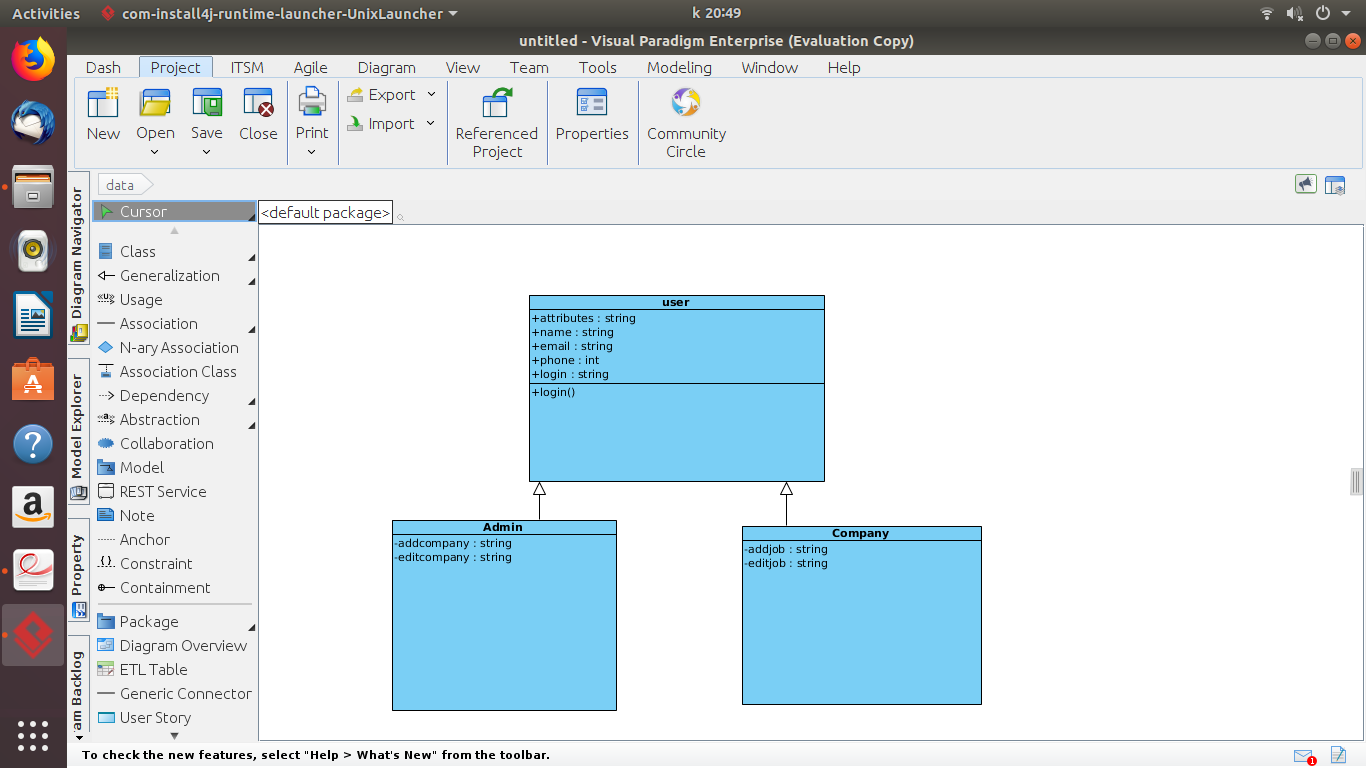 Activities com-install4j-runtime-launcher-UnixLauncher k 20:49
untitled - Visual Paradigm Enterprise (Evaluation Copy)
Dash Project ITSM Agile Diagram View Team Tools Modeling Window Help
New Open Save Close Print Export Import Referenced Project Properties Community Circle
data
Diagram Navigator
Model Explorer
Property
am Backlog
Cursor
Class
Generalization
Usage
Association
N-ary Association
Association Class
Dependency
Abstraction
Collaboration
Model
REST Service
Note
Anchor
Constraint
Containment
Package
Diagram Overview
ETL Table
Generic Connector
User Story
<default package>
user
+attributes : string
+name : string
+email : string
+phone : int
+login : string
+login()
Admin
-addcompany : string
-editcompany : string
Company
-addjob : string
-editjob : string
To check the new features, select "Help > What's New" from the toolbar.
1